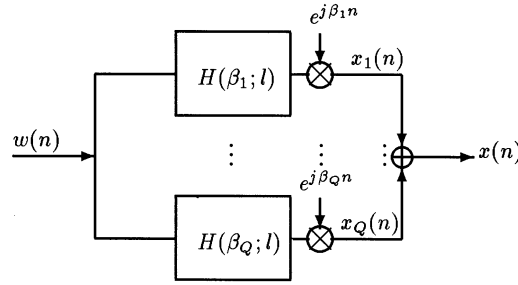 e^{jβ_1 n}
H(β_1; l)
x_1(n)
w(n)
x(n)
e^{jβ_Q n}
H(β_Q; l)
x_Q(n)